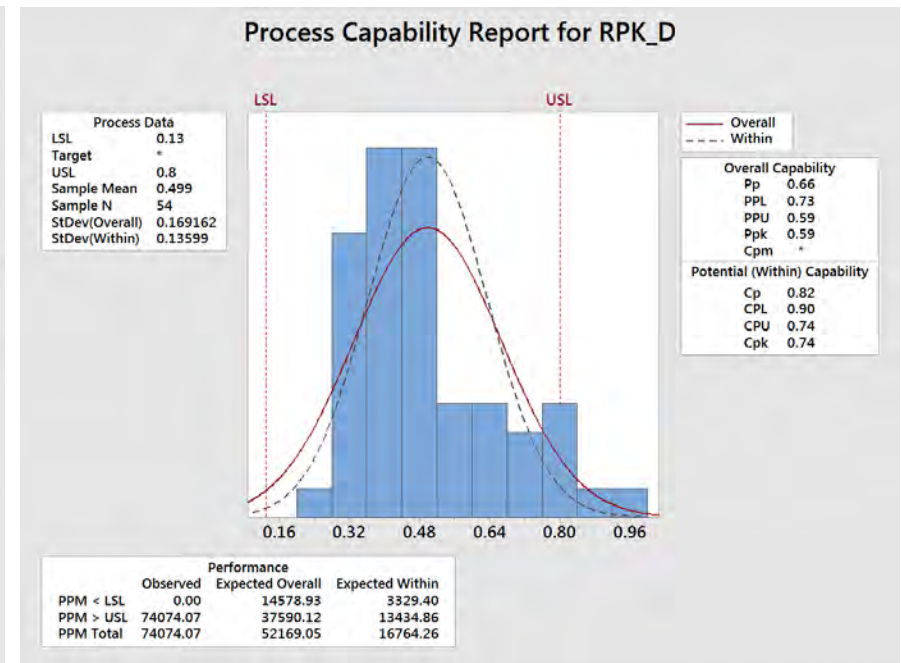 Process Capability Report for RPK_D
LSL USL
Process Data
LSL 0.13
Target *
USL 0.8
Sample Mean 0.499
Sample N 54
StDev(Overall) 0.169162
StDev(Within) 0.13599
Overall
Within
Overall Capability
Pp 0.66
PPL 0.73
PPU 0.59
Ppk 0.59
Cpm *
Potential (Within) Capability
Cp 0.82
CPL 0.90
CPU 0.74
Cpk 0.74
0.16 0.32 0.48 0.64 0.80 0.96
Performance
Observed Expected Overall Expected Within
PPM < LSL 0.00 14578.93 3329.40
PPM > USL 74074.07 37590.12 13434.86
PPM Total 74074.07 52169.05 16764.26